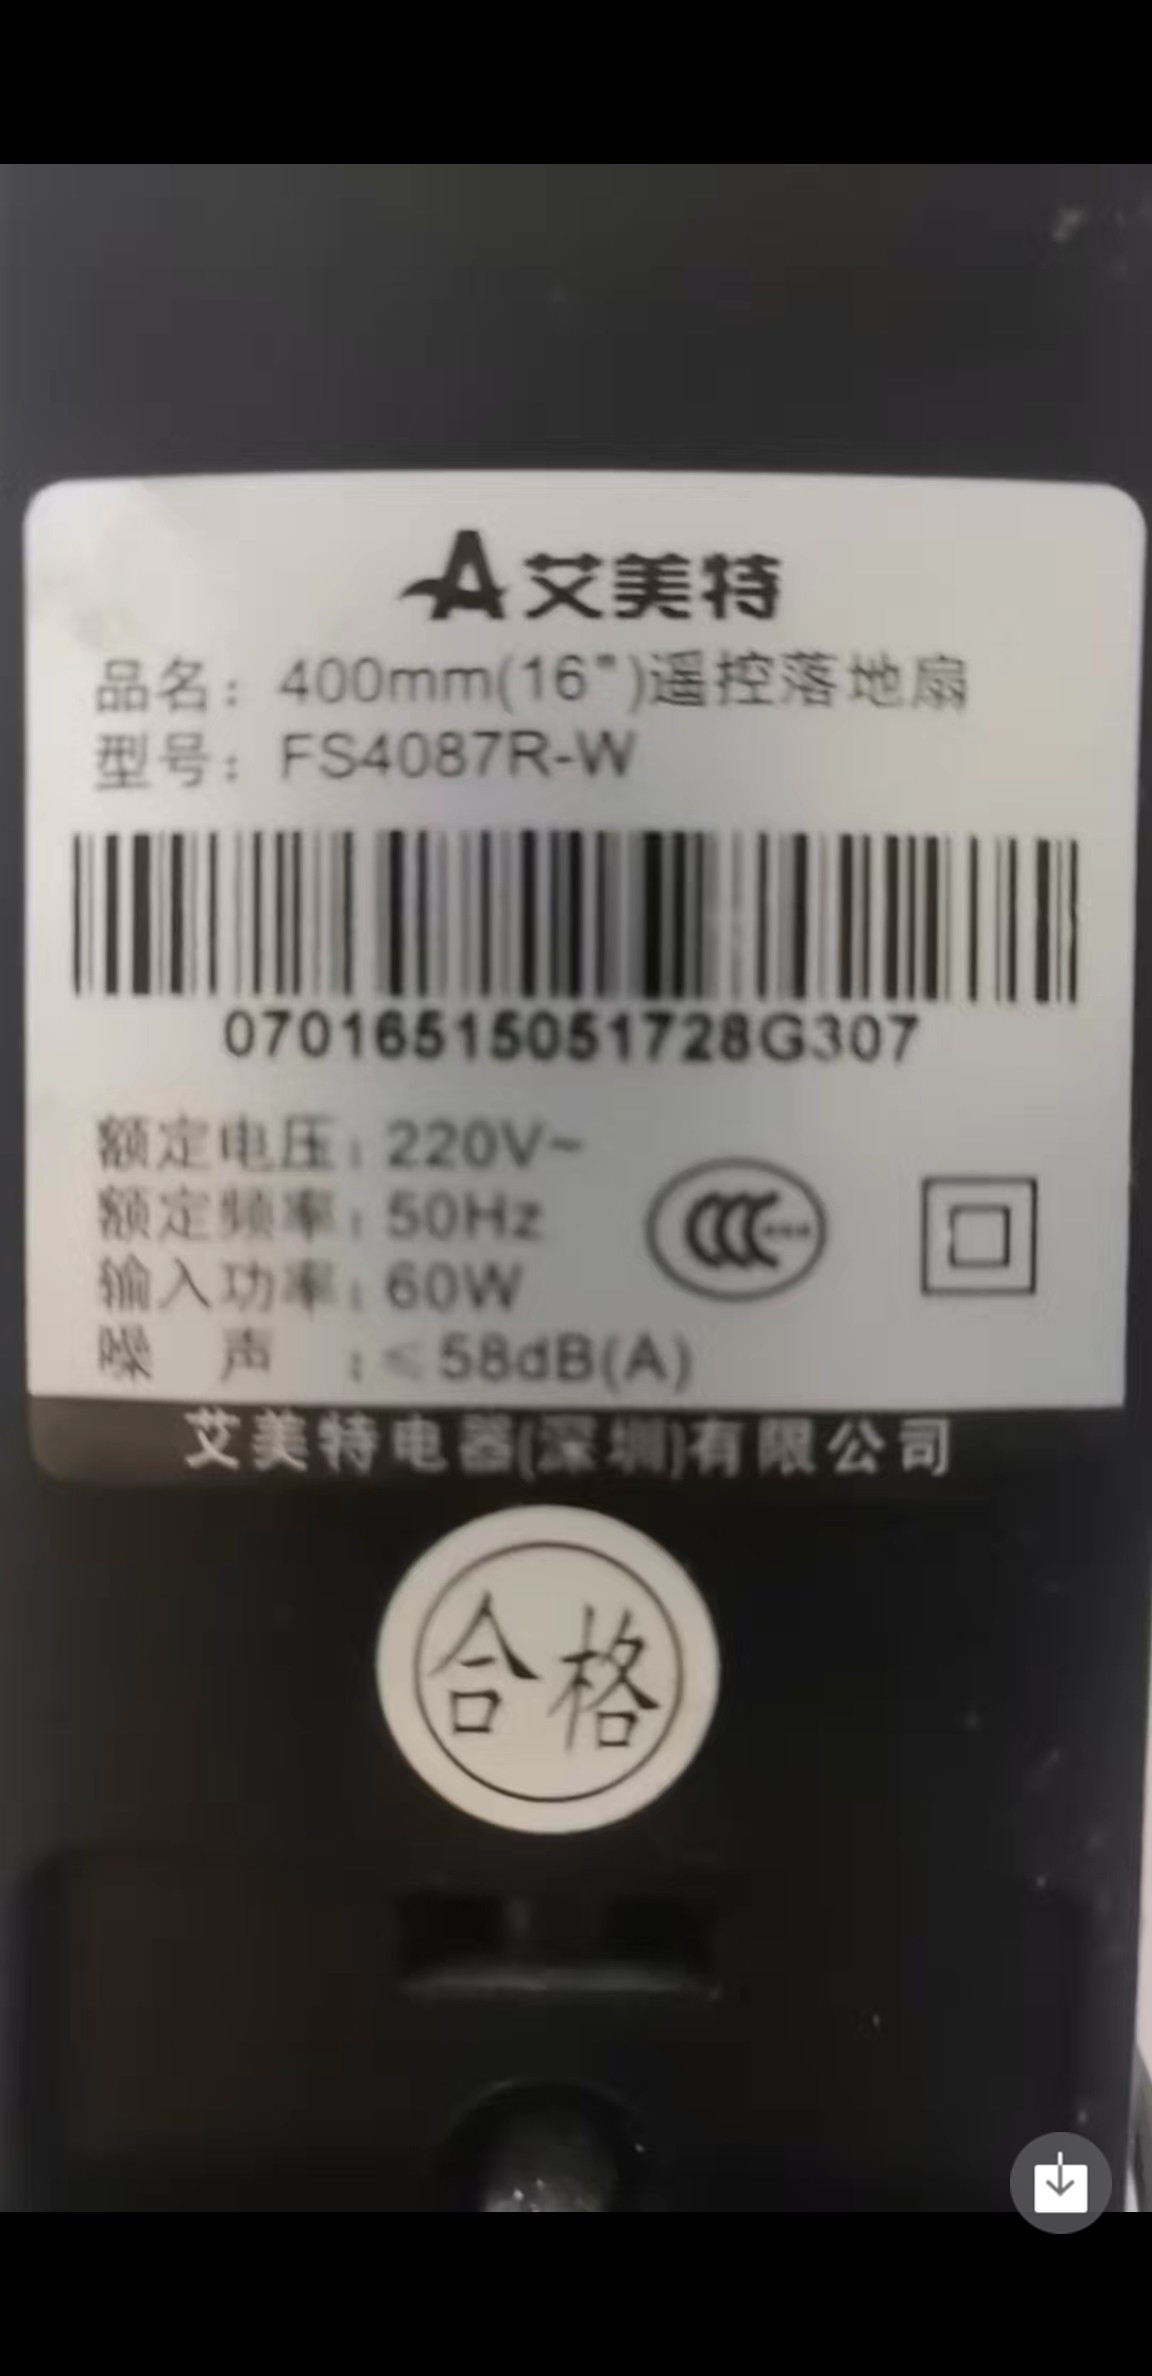 A艾美特
品名：400mm(16")遥控落地扇
型号：FS4087R-W
07016515051728G307
额定电压：220V~
额定频率：50Hz
输入功率：60W
噪 声 ：≤58dB(A)
艾美特电器(深圳)有限公司
合格